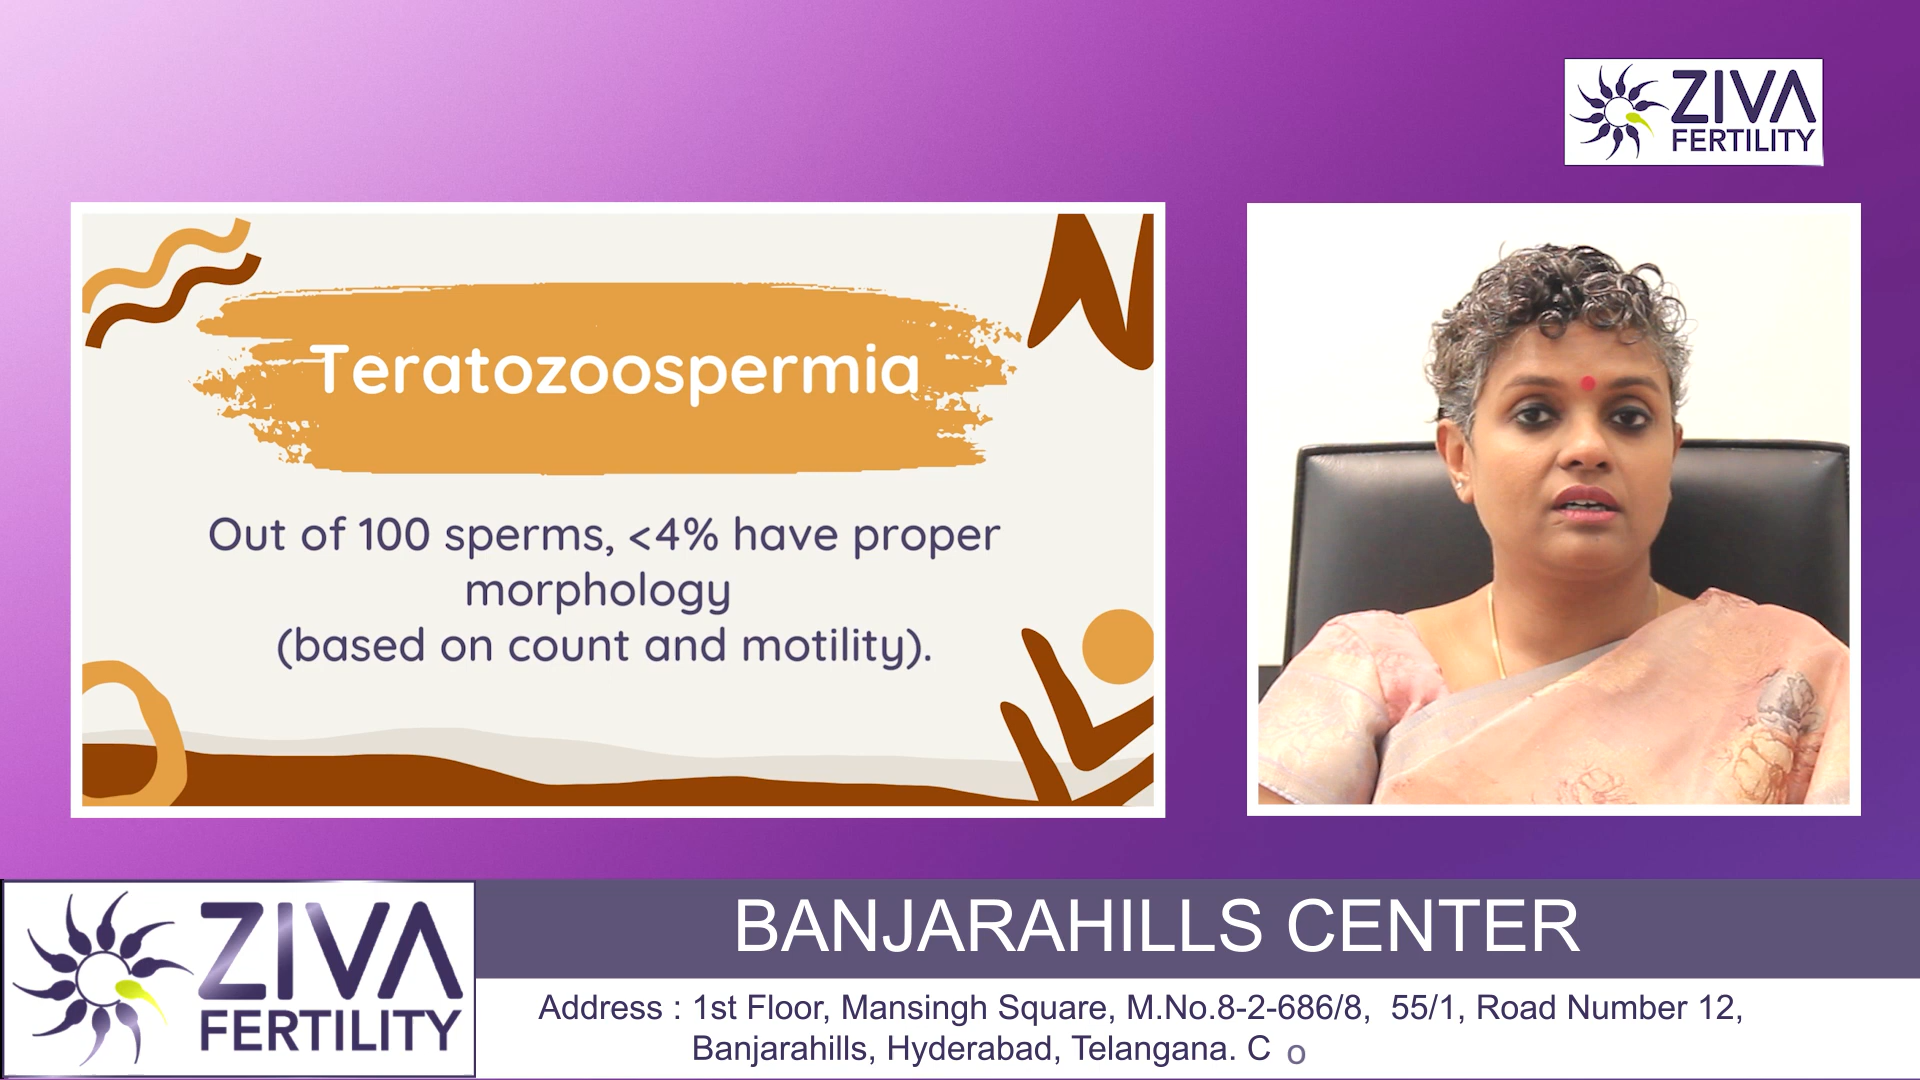 ZIVA
FERTILITY
Teratozoospermia
Out of 100 sperms, <4% have proper
morphology
(based on count and motility).
ZIVA
FERTILITY
BANJARAHILLS CENTER
Address : 1st Floor, Mansingh Square, M.No.8-2-686/8, 55/1, Road Number 12,
Banjarahills, Hyderabad, Telangana. C o